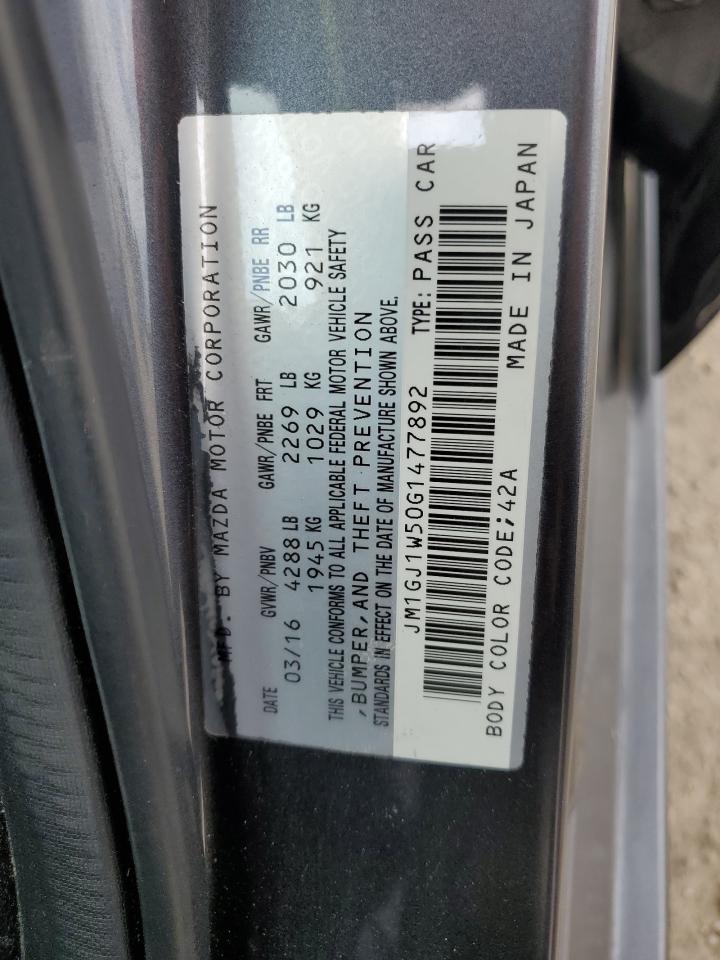 MFD. BY MAZDA MOTOR CORPORATION
DATE GVWR/PNBV GAWR/PNBE FRT GAWR/PNBE RR
03/16 4288 LB 2269 LB 2030 LB
1945 KG 1029 KG 921 KG
THIS VEHICLE CONFORMS TO ALL APPLICABLE FEDERAL MOTOR VEHICLE SAFETY
,BUMPER,AND THEFT PREVENTION
STANDARDS IN EFFECT ON THE DATE OF MANUFACTURE SHOWN ABOVE.
JM1GJ1W50G1477892 TYPE: PASS CAR
BODY COLOR CODE;42A MADE IN JAPAN